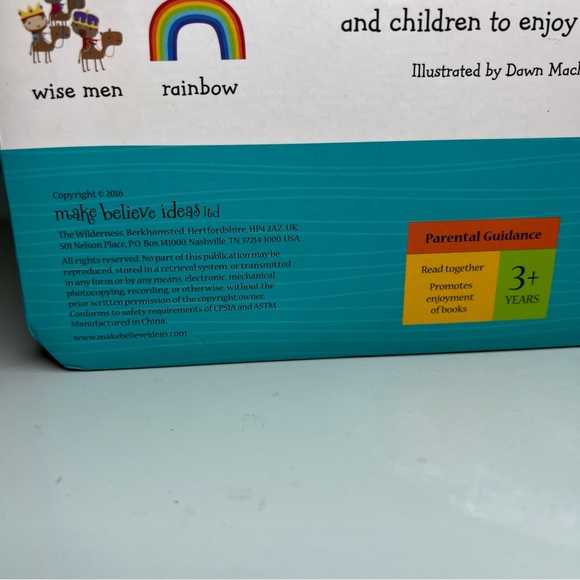 and children to enjoy
Illustrated by Dawn
wise men
rainbow
Copyright © 2016
make believe ideas ltd
The Wilderness, Berkhamsted, Hertfordshire, HP4 2AZ, UK.
501 Nelson Place, P.O. Box 141000, Nashville, TN 37214-1000, USA.
All rights reserved. No part of this publication may be
reproduced, stored in a retrieval system, or transmitted
in any form or by any means, electronic, mechanical,
photocopying, recording, or otherwise, without the
prior written permission of the copyright owner.
Conforms to safety requirements of CPSIA and ASTM.
Manufactured in China.
www.makebelieveideas.com
Parental Guidance
Read together
Promotes
enjoyment
of books
3+
YEARS